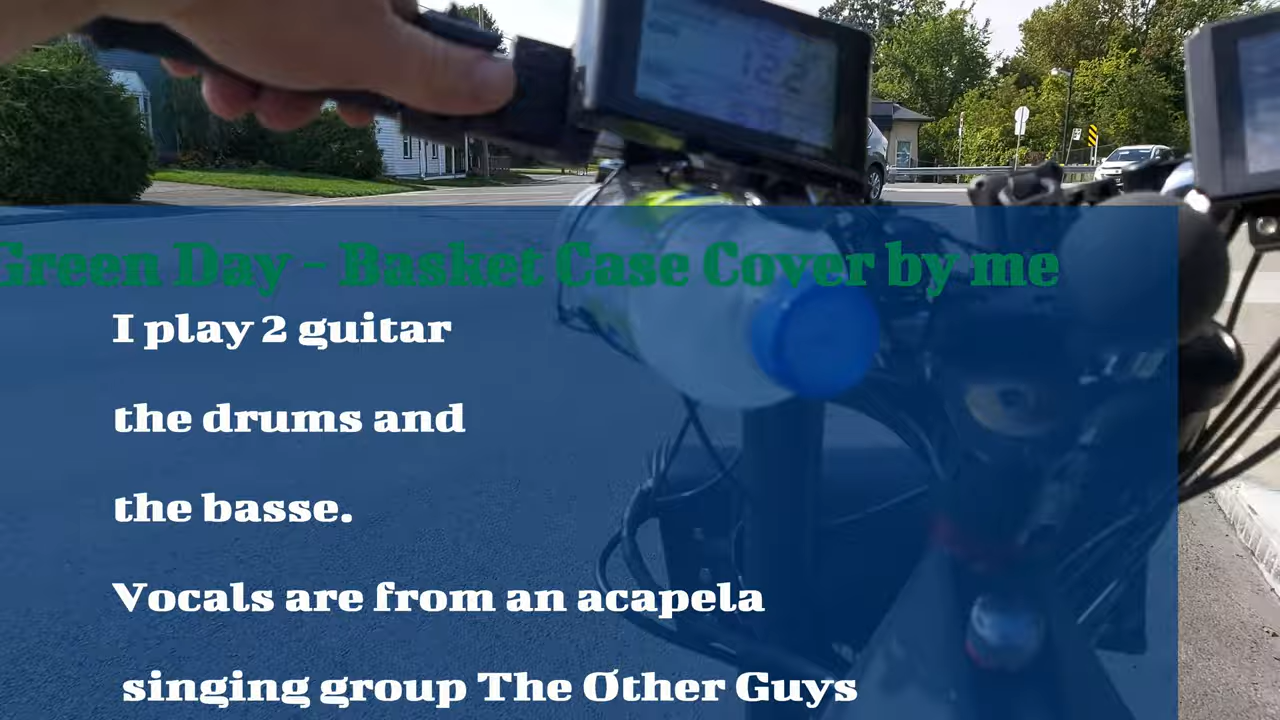 Green Day - Basket Case Cover by me
I play 2 guitar
the drums and
the basse.
Vocals are from an acapela
singing group The Other Guys